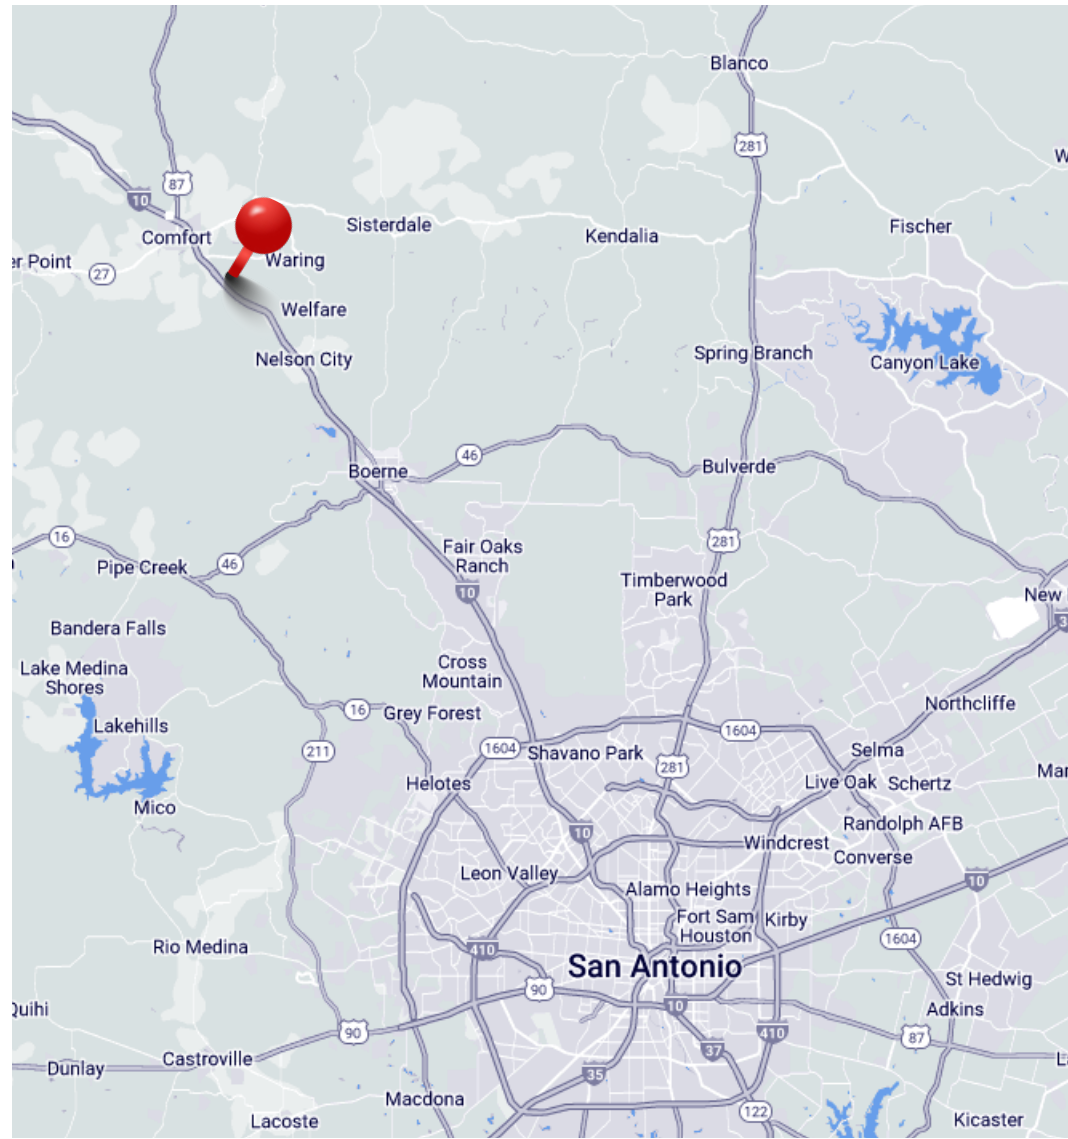 Blanco
281
W
87
10
Comfort
Sisterdale
Kendalia
Fischer
er Point
27
Waring
Welfare
Nelson City
Spring Branch
Canyon Lake
46
Boerne
Bulverde
16
46
Pipe Creek
Fair Oaks
Ranch
10
281
Timberwood
Park
New
3
Bandera Falls
Lake Medina
Shores
Lakehills
Mico
Cross
Mountain
16
Grey Forest
211
1604
Shavano Park
Helotes
1604
281
Northcliffe
Selma
Live Oak
Schertz
Mar
Randolph AFB
10
Windcrest
Converse
Leon Valley
Alamo Heights
10
Fort Sam
Houston
Kirby
1604
Rio Medina
410
San Antonio
90
10
St Hedwig
Adkins
Quihi
90
410
87
Castroville
Dunlay
37
35
La
Macdona
122
Lacoste
Kicaster